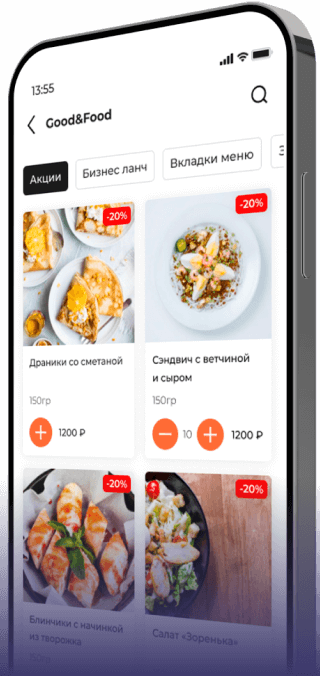 13:55
Good&Food
Акции
Бизнес ланч
Вкладки меню
-20%
-20%
Драники со сметаной
150гр
1200 ₽
Сэндвич с ветчиной
и сыром
150гр
10
1200 ₽
-20%
-20%
Блинчики с начинкой
из творожка
150гр
Салат «Зоренька»